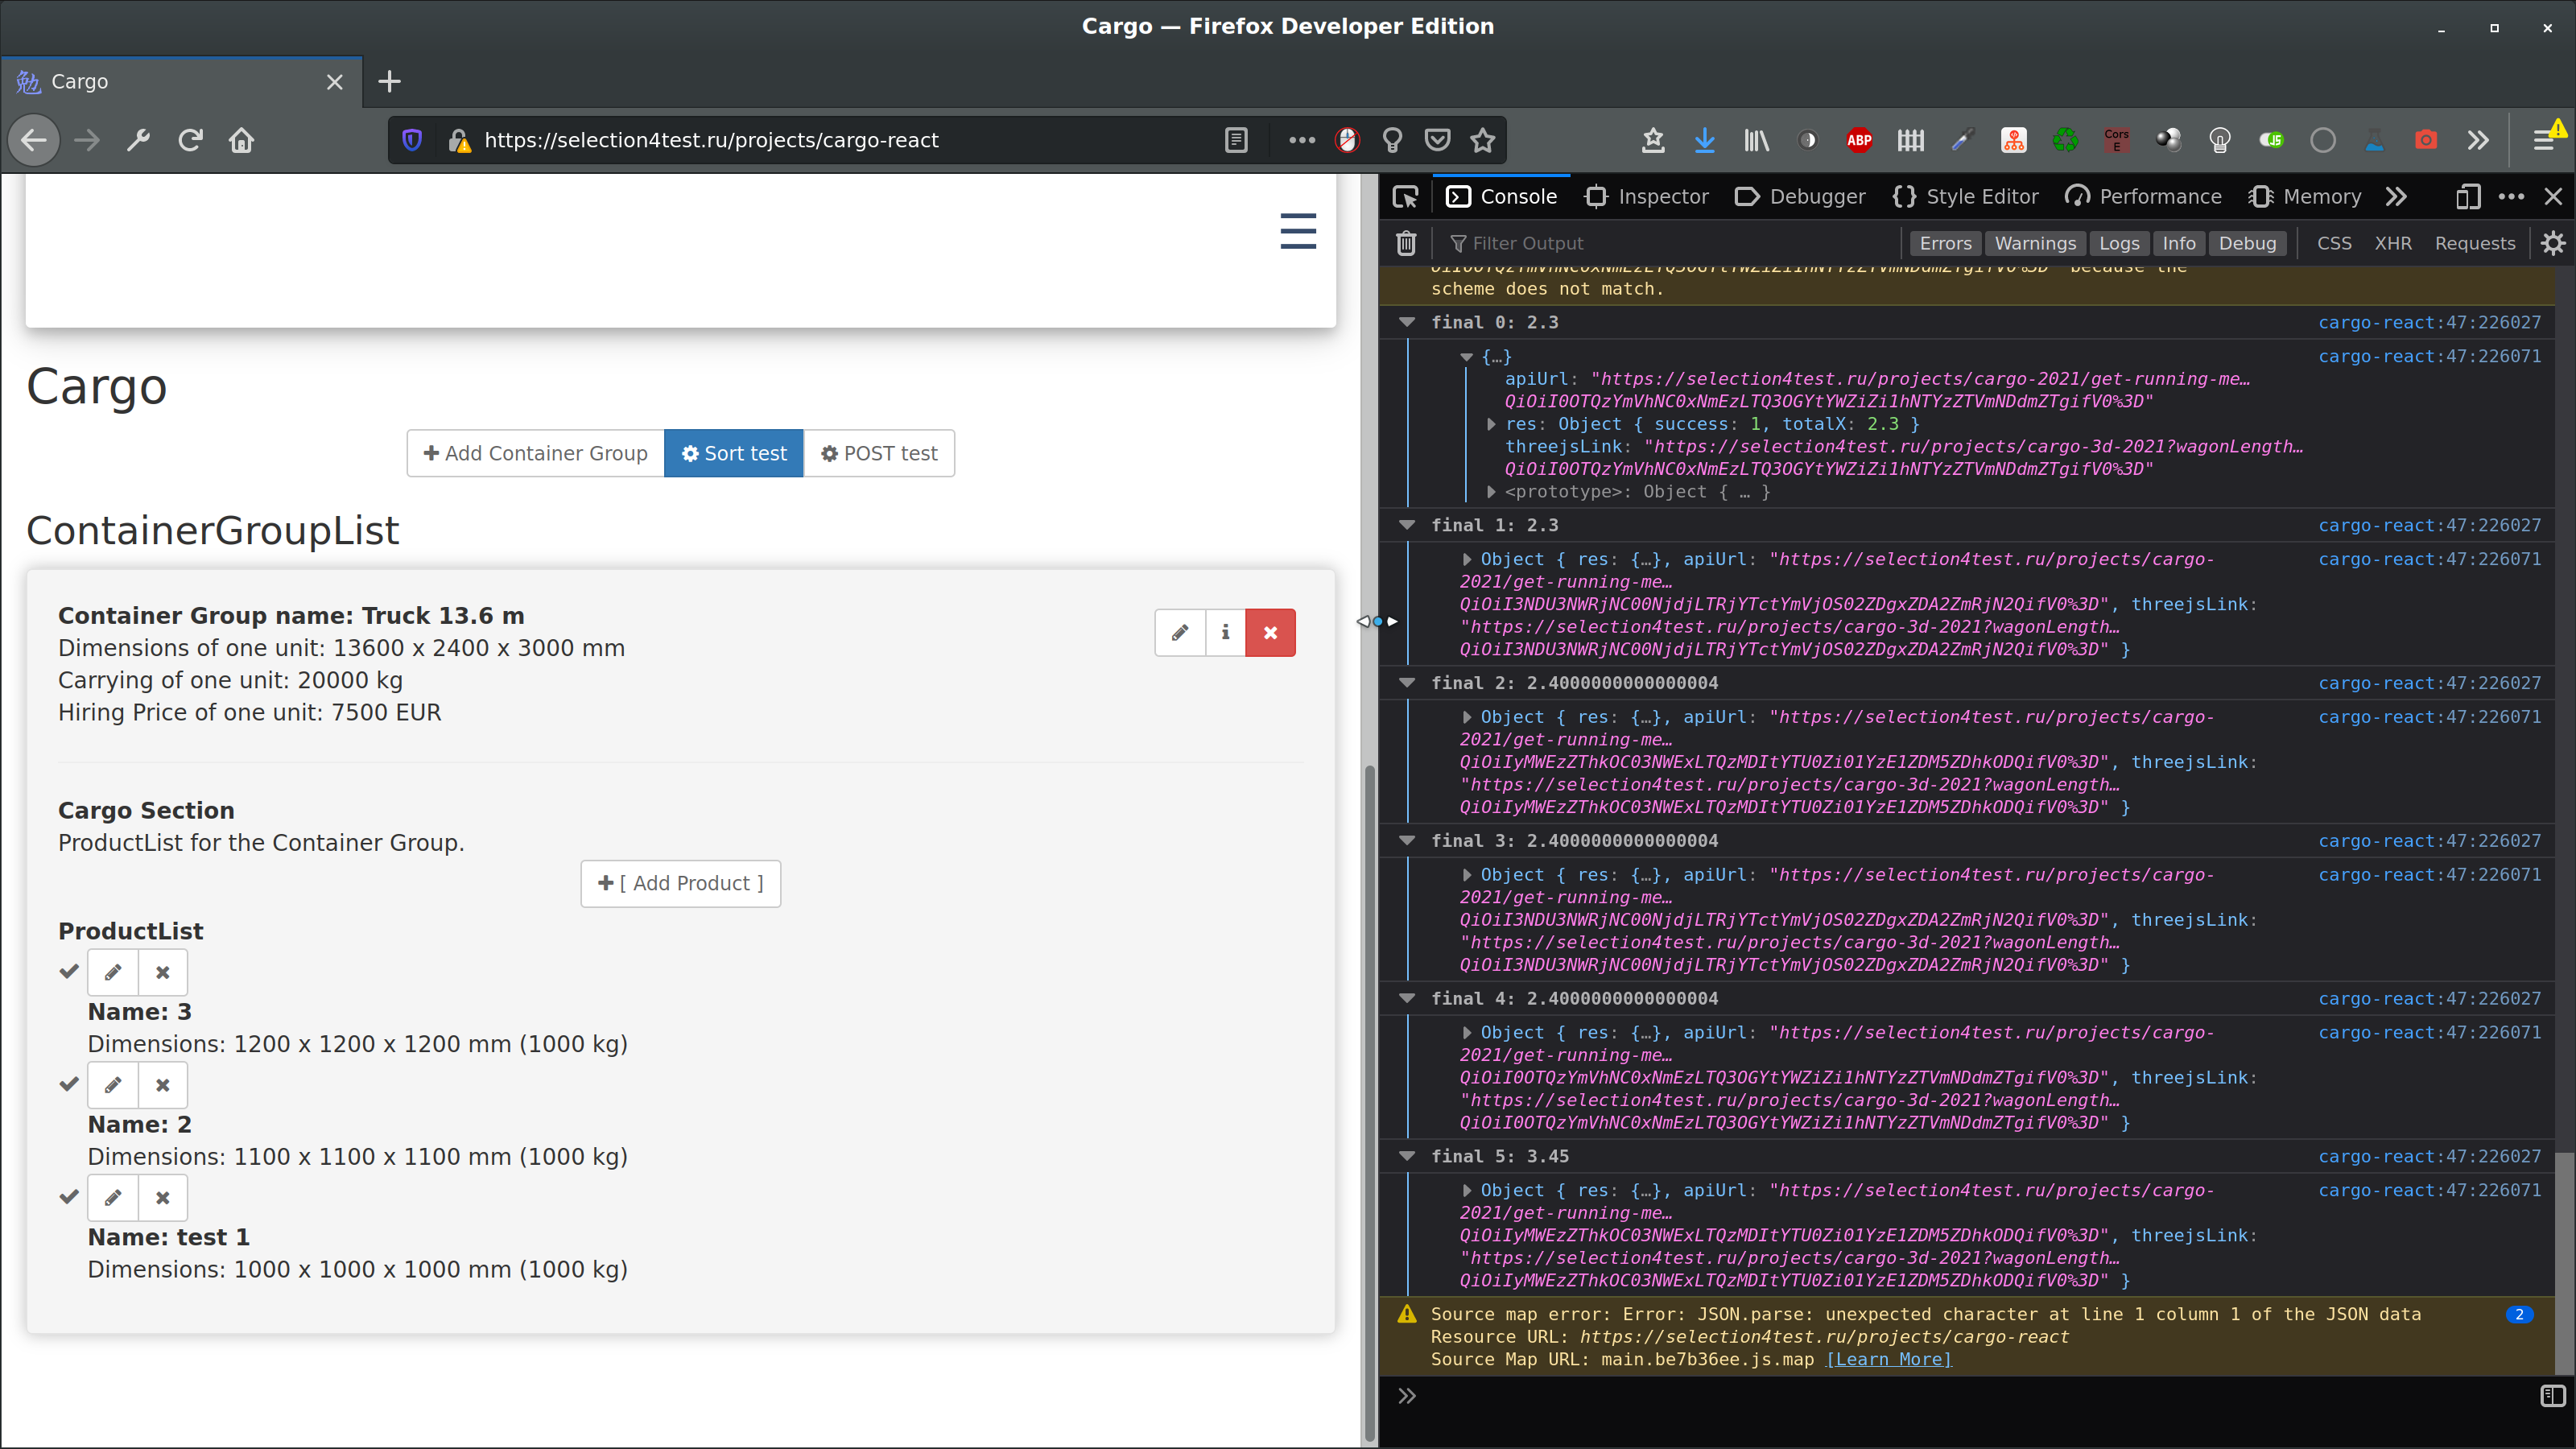 Cargo — Firefox Developer Edition
勉 Cargo
https://selection4test.ru/projects/cargo-react
ABP
Cors E
JS
Cargo
Add Container Group
Sort test
POST test
ContainerGroupList
Container Group name: Truck 13.6 m
Dimensions of one unit: 13600 x 2400 x 3000 mm
Carrying of one unit: 20000 kg
Hiring Price of one unit: 7500 EUR
Cargo Section
ProductList for the Container Group.
[ Add Product ]
ProductList
Name: 3
Dimensions: 1200 x 1200 x 1200 mm (1000 kg)
Name: 2
Dimensions: 1100 x 1100 x 1100 mm (1000 kg)
Name: test 1
Dimensions: 1000 x 1000 x 1000 mm (1000 kg)
Console Inspector Debugger Style Editor Performance Memory
Filter Output Errors Warnings Logs Info Debug CSS XHR Requests
because the
scheme does not match.
final 0: 2.3 cargo-react:47:226027
{…} cargo-react:47:226071
apiUrl: "https://selection4test.ru/projects/cargo-2021/get-running-me…
QiOiI0OTQzYmVhNC0xNmEzLTQ3OGYtYWZiZi1hNTYzZTVmNDdmZTgifV0%3D"
res: Object { success: 1, totalX: 2.3 }
threejsLink: "https://selection4test.ru/projects/cargo-3d-2021?wagonLength…
QiOiI0OTQzYmVhNC0xNmEzLTQ3OGYtYWZiZi1hNTYzZTVmNDdmZTgifV0%3D"
<prototype>: Object { … }
final 1: 2.3 cargo-react:47:226027
Object { res: {…}, apiUrl: "https://selection4test.ru/projects/cargo- cargo-react:47:226071
2021/get-running-me…
QiOiI3NDU3NWRjNC00NjdjLTRjYTctYmVjOS02ZDgxZDA2ZmRjN2QifV0%3D", threejsLink:
"https://selection4test.ru/projects/cargo-3d-2021?wagonLength…
QiOiI3NDU3NWRjNC00NjdjLTRjYTctYmVjOS02ZDgxZDA2ZmRjN2QifV0%3D" }
final 2: 2.4000000000000004 cargo-react:47:226027
Object { res: {…}, apiUrl: "https://selection4test.ru/projects/cargo- cargo-react:47:226071
2021/get-running-me…
QiOiIyMWEzZThkOC03NWExLTQzMDItYTU0Zi01YzE1ZDM5ZDhkODQifV0%3D", threejsLink:
"https://selection4test.ru/projects/cargo-3d-2021?wagonLength…
QiOiIyMWEzZThkOC03NWExLTQzMDItYTU0Zi01YzE1ZDM5ZDhkODQifV0%3D" }
final 3: 2.4000000000000004 cargo-react:47:226027
Object { res: {…}, apiUrl: "https://selection4test.ru/projects/cargo- cargo-react:47:226071
2021/get-running-me…
QiOiI3NDU3NWRjNC00NjdjLTRjYTctYmVjOS02ZDgxZDA2ZmRjN2QifV0%3D", threejsLink:
"https://selection4test.ru/projects/cargo-3d-2021?wagonLength…
QiOiI3NDU3NWRjNC00NjdjLTRjYTctYmVjOS02ZDgxZDA2ZmRjN2QifV0%3D" }
final 4: 2.4000000000000004 cargo-react:47:226027
Object { res: {…}, apiUrl: "https://selection4test.ru/projects/cargo- cargo-react:47:226071
2021/get-running-me…
QiOiI0OTQzYmVhNC0xNmEzLTQ3OGYtYWZiZi1hNTYzZTVmNDdmZTgifV0%3D", threejsLink:
"https://selection4test.ru/projects/cargo-3d-2021?wagonLength…
QiOiI0OTQzYmVhNC0xNmEzLTQ3OGYtYWZiZi1hNTYzZTVmNDdmZTgifV0%3D" }
final 5: 3.45 cargo-react:47:226027
Object { res: {…}, apiUrl: "https://selection4test.ru/projects/cargo- cargo-react:47:226071
2021/get-running-me…
QiOiIyMWEzZThkOC03NWExLTQzMDItYTU0Zi01YzE1ZDM5ZDhkODQifV0%3D", threejsLink:
"https://selection4test.ru/projects/cargo-3d-2021?wagonLength…
QiOiIyMWEzZThkOC03NWExLTQzMDItYTU0Zi01YzE1ZDM5ZDhkODQifV0%3D" }
Source map error: Error: JSON.parse: unexpected character at line 1 column 1 of the JSON data 2
Resource URL: https://selection4test.ru/projects/cargo-react
Source Map URL: main.be7b36ee.js.map [Learn More]